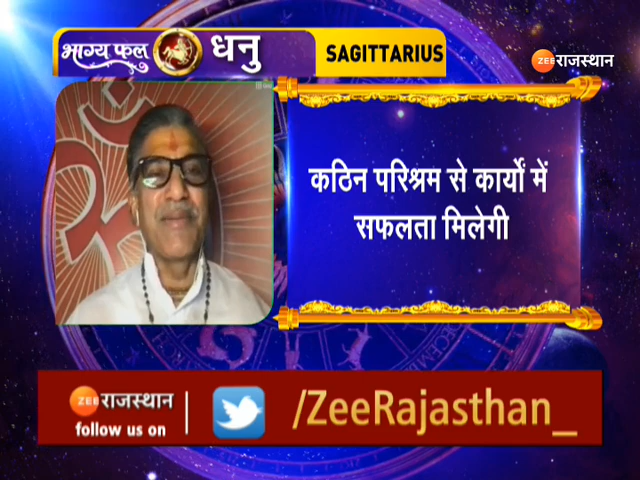 भाग्य फल
धनु
SAGITTARIUS
ZEE राजस्थान
कठिन परिश्रम से कार्यों में
सफलता मिलेगी
ZEE राजस्थान
follow us on
/ZeeRajasthan_